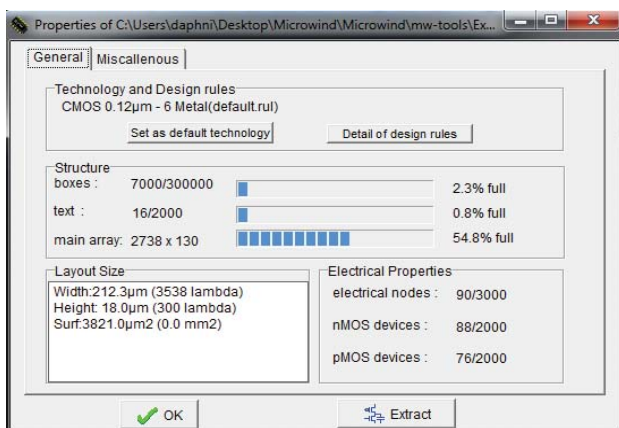 Properties of C:\Users\daphni\Desktop\Microwind\Microwind\mw-tools\Ex...
General Miscellenous
Technology and Design rules
CMOS 0.12µm - 6 Metal(default.rul)
Set as default technology Detail of design rules
Structure
boxes : 7000/300000 2.3% full
text : 16/2000 0.8% full
main array: 2738 x 130 54.8% full
Layout Size
Width:212.3µm (3538 lambda)
Height: 18.0µm (300 lambda)
Surf:3821.0µm2 (0.0 mm2)
Electrical Properties
electrical nodes : 90/3000
nMOS devices : 88/2000
pMOS devices : 76/2000
OK Extract